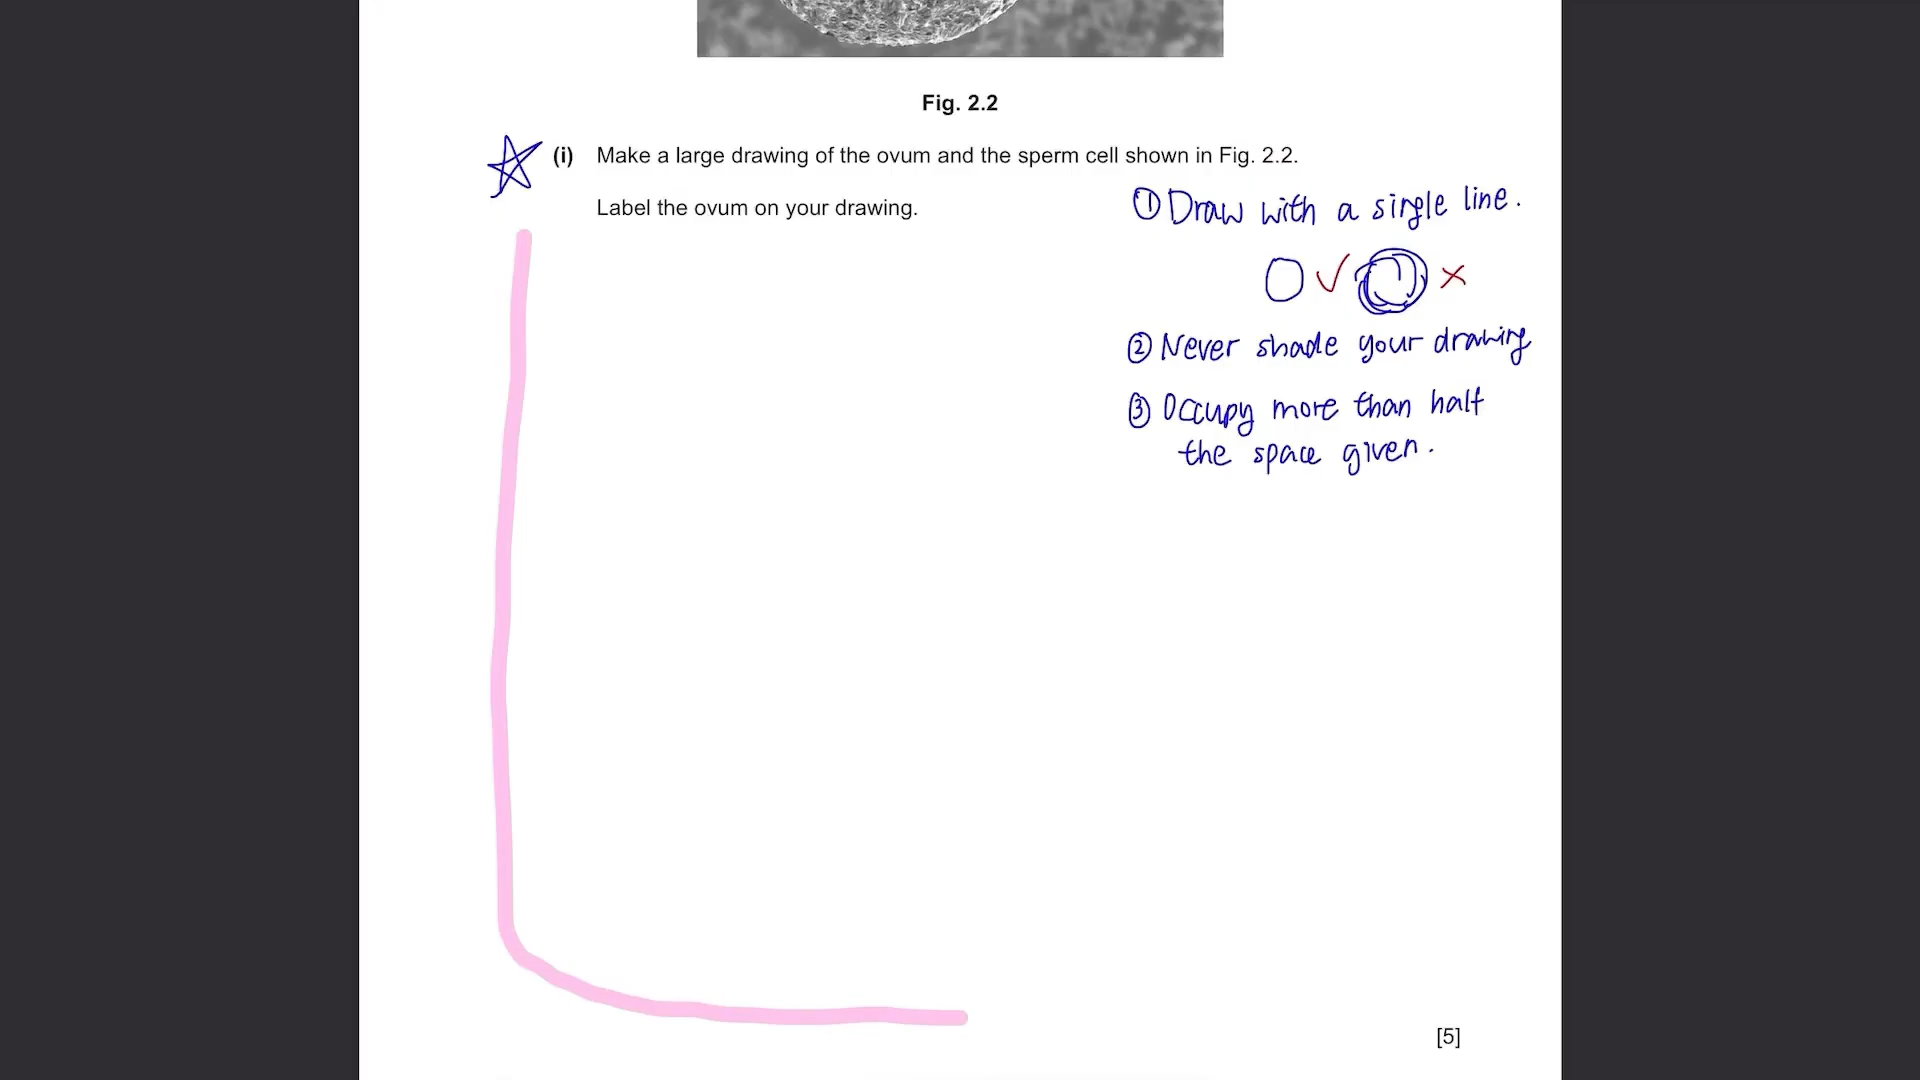 Fig. 2.2
(i) Make a large drawing of the ovum and the sperm cell shown in Fig. 2.2.
Label the ovum on your drawing.
① Draw with a single line.
② Never shade your drawing
③ Occupy more than half
the space given.
[5]